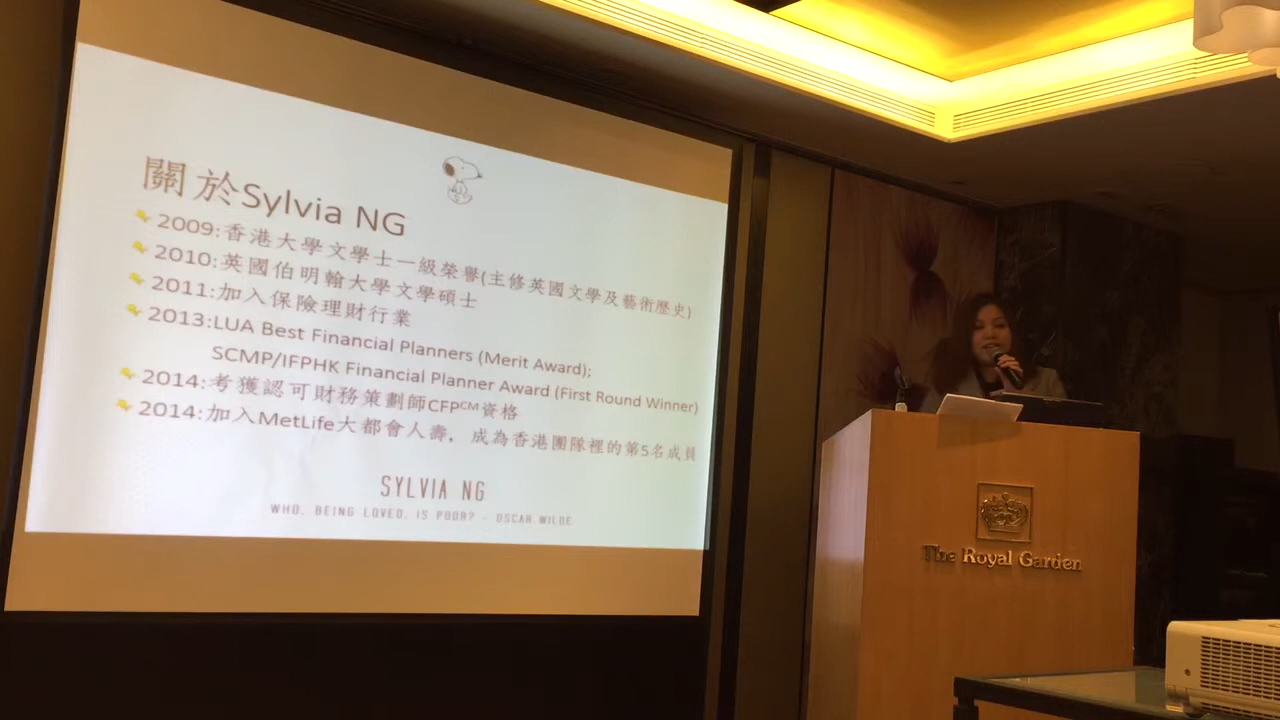 關於Sylvia NG
2009:香港大學文學士一級榮譽(主修英國文學及藝術歷史)
2010:英國伯明翰大學文學碩士
2011:加入保險理財行業
2013:LUA Best Financial Planners (Merit Award);
SCMP/IFPHK Financial Planner Award (First Round Winner)
2014:考獲認可財務策劃師CFPᶜᴹ資格
2014:加入MetLife大都會人壽，成為香港團隊裡的第5名成員
SYLVIA NG
WHO, BEING LOVED, IS POOR? - OSCAR WILDE
The Royal Garden